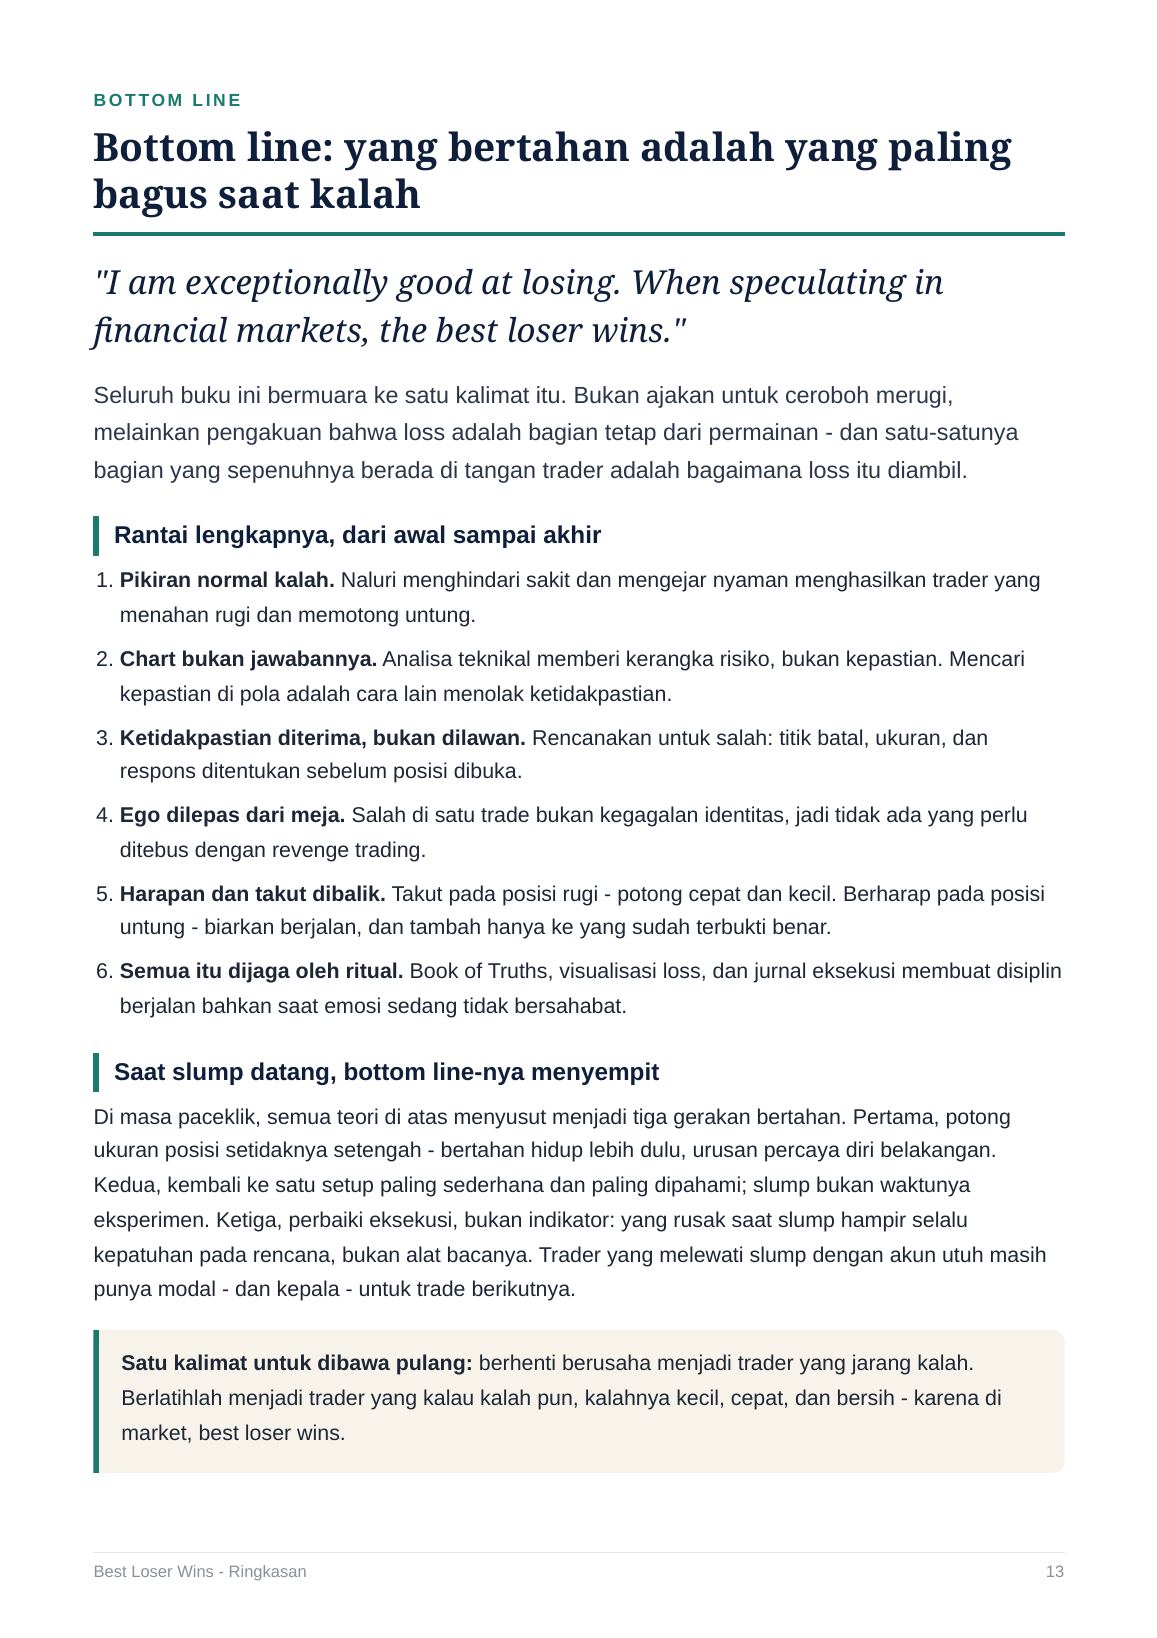 BOTTOM LINE
Bottom line: yang bertahan adalah yang paling
bagus saat kalah
"I am exceptionally good at losing. When speculating in
financial markets, the best loser wins."
Seluruh buku ini bermuara ke satu kalimat itu. Bukan ajakan untuk ceroboh merugi,
melainkan pengakuan bahwa loss adalah bagian tetap dari permainan - dan satu-satunya
bagian yang sepenuhnya berada di tangan trader adalah bagaimana loss itu diambil.
Rantai lengkapnya, dari awal sampai akhir
1. Pikiran normal kalah. Naluri menghindari sakit dan mengejar nyaman menghasilkan trader yang
menahan rugi dan memotong untung.
2. Chart bukan jawabannya. Analisa teknikal memberi kerangka risiko, bukan kepastian. Mencari
kepastian di pola adalah cara lain menolak ketidakpastian.
3. Ketidakpastian diterima, bukan dilawan. Rencanakan untuk salah: titik batal, ukuran, dan
respons ditentukan sebelum posisi dibuka.
4. Ego dilepas dari meja. Salah di satu trade bukan kegagalan identitas, jadi tidak ada yang perlu
ditebus dengan revenge trading.
5. Harapan dan takut dibalik. Takut pada posisi rugi - potong cepat dan kecil. Berharap pada posisi
untung - biarkan berjalan, dan tambah hanya ke yang sudah terbukti benar.
6. Semua itu dijaga oleh ritual. Book of Truths, visualisasi loss, dan jurnal eksekusi membuat disiplin
berjalan bahkan saat emosi sedang tidak bersahabat.
Saat slump datang, bottom line-nya menyempit
Di masa paceklik, semua teori di atas menyusut menjadi tiga gerakan bertahan. Pertama, potong
ukuran posisi setidaknya setengah - bertahan hidup lebih dulu, urusan percaya diri belakangan.
Kedua, kembali ke satu setup paling sederhana dan paling dipahami; slump bukan waktunya
eksperimen. Ketiga, perbaiki eksekusi, bukan indikator: yang rusak saat slump hampir selalu
kepatuhan pada rencana, bukan alat bacanya. Trader yang melewati slump dengan akun utuh masih
punya modal - dan kepala - untuk trade berikutnya.
Satu kalimat untuk dibawa pulang: berhenti berusaha menjadi trader yang jarang kalah.
Berlatihlah menjadi trader yang kalau kalah pun, kalahnya kecil, cepat, dan bersih - karena di
market, best loser wins.
Best Loser Wins - Ringkasan
13